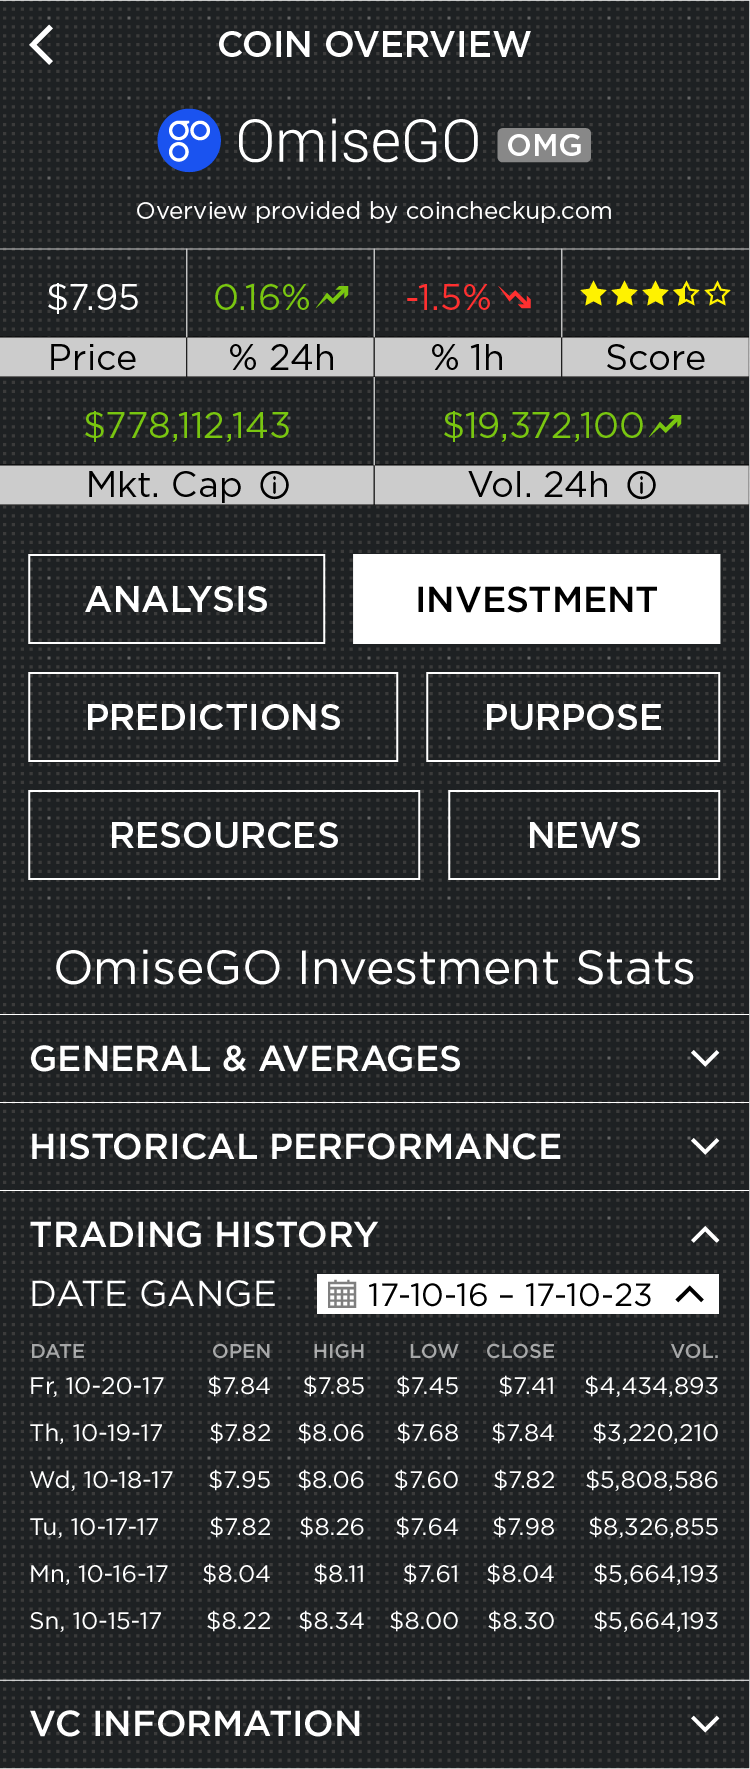 COIN OVERVIEW
OmiseGO OMG
Overview provided by coincheckup.com
$7.95 0.16% -1.5%
Price % 24h % 1h Score
$778,112,143 $19,372,100
Mkt. Cap Vol. 24h
ANALYSIS INVESTMENT
PREDICTIONS PURPOSE
RESOURCES NEWS
OmiseGO Investment Stats
GENERAL & AVERAGES
HISTORICAL PERFORMANCE
TRADING HISTORY
DATE GANGE 17-10-16 – 17-10-23
DATE OPEN HIGH LOW CLOSE VOL.
Fr, 10-20-17 $7.84 $7.85 $7.45 $7.41 $4,434,893
Th, 10-19-17 $7.82 $8.06 $7.68 $7.84 $3,220,210
Wd, 10-18-17 $7.95 $8.06 $7.60 $7.82 $5,808,586
Tu, 10-17-17 $7.82 $8.26 $7.64 $7.98 $8,326,855
Mn, 10-16-17 $8.04 $8.11 $7.61 $8.04 $5,664,193
Sn, 10-15-17 $8.22 $8.34 $8.00 $8.30 $5,664,193
VC INFORMATION